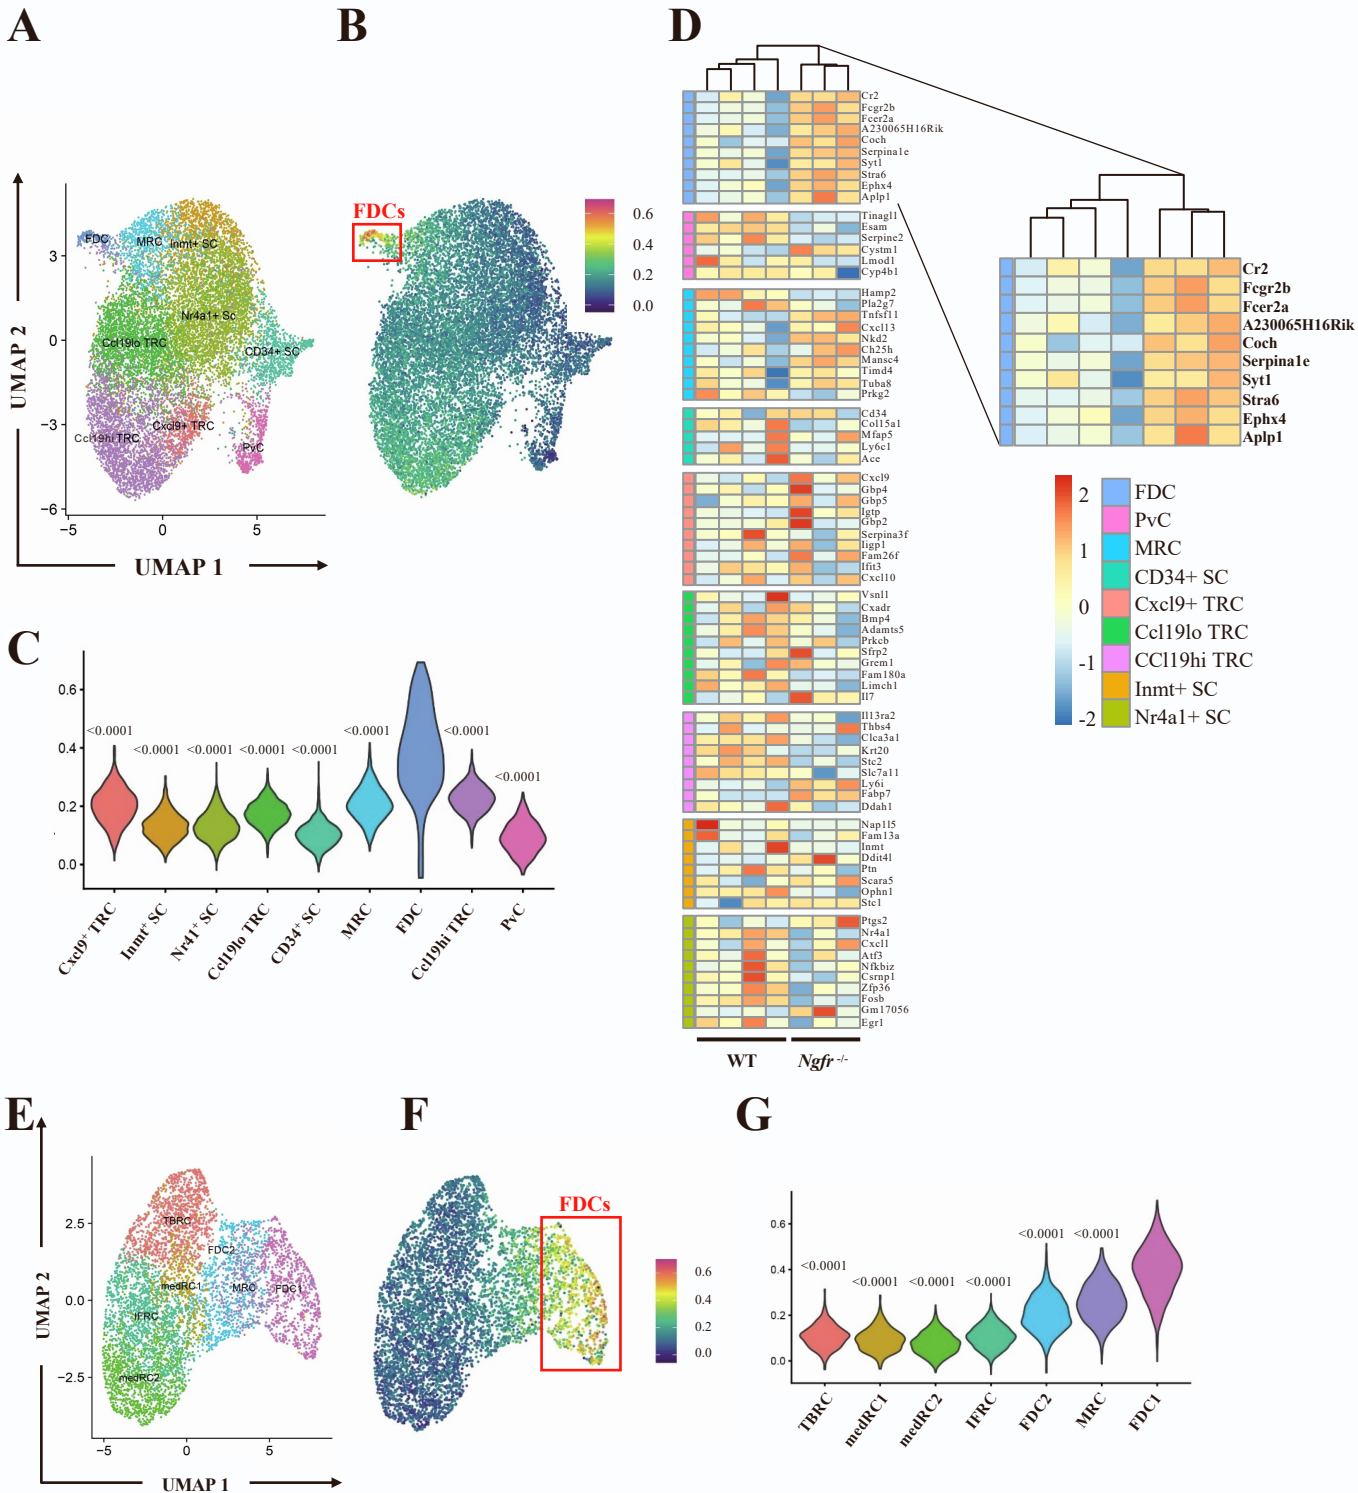 A
B
D
FDC
MRC
Inmt+ SC
Nr4a1+ Sc
Ccl19lo TRC
CD34+ SC
Cxcl9+ TRC
Ccl19hi TRC
PvC
3
0
−3
−6
−5
0
5
UMAP 2
UMAP 1
FDCs
0.6
0.4
0.2
0.0
Cr2
Fcgr2b
Fcer2a
A230065H16Rik
Coch
Serpina1e
Syt1
Stra6
Ephx4
Aplp1
Tinagl1
Esam
Serpine2
Cystm1
Lmod1
Cyp4b1
Hamp2
Pla2g7
Tnfsf11
Cxcl13
Nkd2
Ch25h
Mansc4
Timd4
Tuba8
Prkg2
Cd34
Col15a1
Mfap5
Ly6c1
Ace
Cxcl9
Gbp4
Gbp5
Igtp
Gbp2
Serpina3f
Iigp1
Fam26f
Ifit3
Cxcl10
Vsnl1
Cxadr
Bmp4
Adamts5
Prkcb
Sfrp2
Grem1
Fam180a
Limch1
Il7
Il13ra2
Thbs4
Clca3a1
Krt20
Stc2
Slc7a11
Ly6i
Fabp7
Ddah1
Nap1l5
Fam13a
Inmt
Ddit4l
Ptn
Scara5
Ophn1
Stc1
Ptgs2
Nr4a1
Cxcl1
Atf3
Nfkbiz
Csrnp1
Zfp36
Fosb
Gm17056
Egr1
WT
Ngfr -/-
Cr2
Fcgr2b
Fcer2a
A230065H16Rik
Coch
Serpina1e
Syt1
Stra6
Ephx4
Aplp1
2
1
0
-1
-2
FDC
PvC
MRC
CD34+ SC
Cxcl9+ TRC
Ccl19lo TRC
CCl19hi TRC
Inmt+ SC
Nr4a1+ SC
C
0.6
0.4
0.2
0.0
<0.0001
<0.0001
<0.0001
<0.0001
<0.0001
<0.0001
<0.0001
<0.0001
Cxcl9+ TRC
Inmt+ SC
Nr41+ SC
Ccl19lo TRC
CD34+ SC
MRC
FDC
Ccl19hi TRC
PvC
E
F
G
TBRC
FDC2
medRC1
MRC
FDC1
IFRC
medRC2
2.5
0.0
−2.5
−5
0
5
UMAP 2
UMAP 1
FDCs
0.6
0.4
0.2
0.0
0.6
0.4
0.2
0.0
<0.0001
<0.0001
<0.0001
<0.0001
<0.0001
<0.0001
TBRC
medRC1
medRC2
IFRC
FDC2
MRC
FDC1